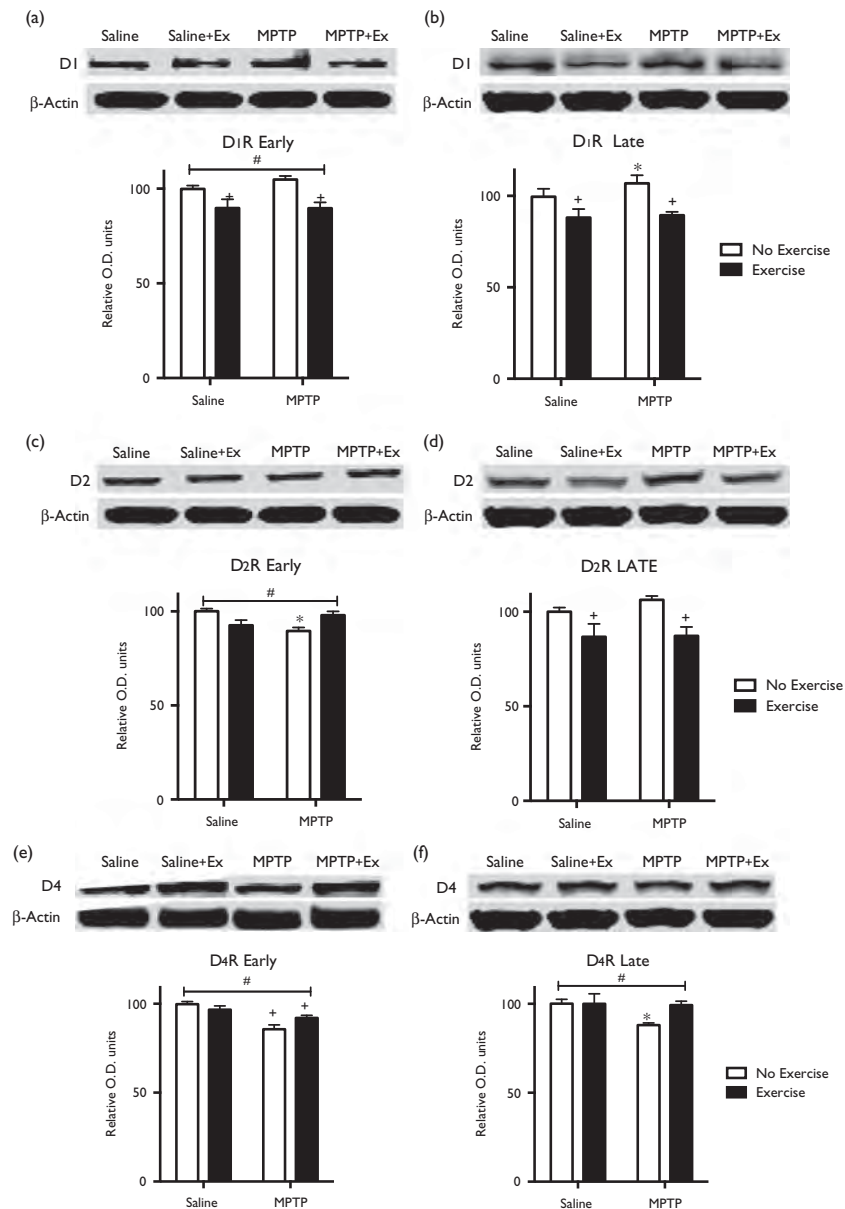 (a)
Saline Saline+Ex MPTP MPTP+Ex
D1
β-Actin
D1R Early
#
+ +
Relative O.D. units
100
50
0
Saline MPTP
(b)
Saline Saline+Ex MPTP MPTP+Ex
D1
β-Actin
D1R Late
+ * +
Relative O.D. units
100
50
0
Saline MPTP
No Exercise
Exercise
(c)
Saline Saline+Ex MPTP MPTP+Ex
D2
β-Actin
D2R Early
#
*
Relative O.D. units
100
50
0
Saline MPTP
(d)
Saline Saline+Ex MPTP MPTP+Ex
D2
β-Actin
D2R LATE
+ +
Relative O.D. units
100
50
0
Saline MPTP
No Exercise
Exercise
(e)
Saline Saline+Ex MPTP MPTP+Ex
D4
β-Actin
D4R Early
#
+ +
Relative O.D. units
100
50
0
Saline MPTP
(f)
Saline Saline+Ex MPTP MPTP+Ex
D4
β-Actin
D4R Late
#
*
Relative O.D. units
100
50
0
Saline MPTP
No Exercise
Exercise